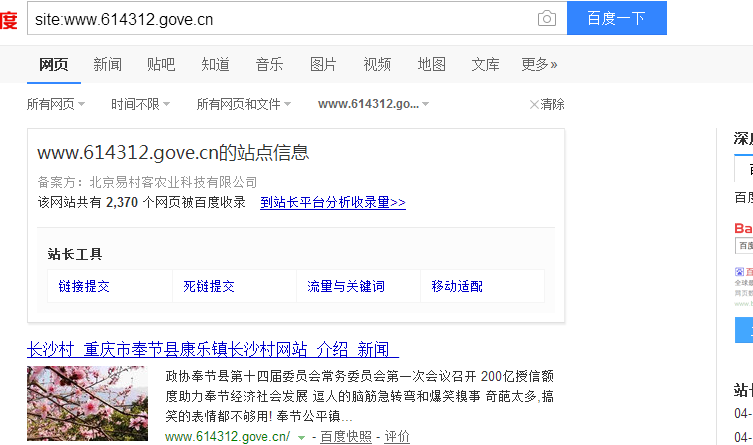 度 site:www.614312.gove.cn 百度一下
网页 新闻 贴吧 知道 音乐 图片 视频 地图 文库 更多»
所有网页 时间不限 所有网页和文件 www.614312.go... 清除
www.614312.gove.cn的站点信息
备案方：北京易村客农业科技有限公司
该网站共有 2,370 个网页被百度收录 到站长平台分析收录量>>
站长工具
链接提交 死链提交 流量与关键词 移动适配
长沙村_重庆市奉节县康乐镇长沙村网站_介绍_新闻_
政协奉节县第十四届委员会常务委员会第一次会议召开 200亿授信额
度助力奉节经济社会发展 逗人的脑筋急转弯和爆笑糗事 奇葩太多,搞
笑的表情都不够用! 奉节公平镇...
www.614312.gove.cn/ - 百度快照 - 评价
百度
Ba
百度
站长
04-
04-